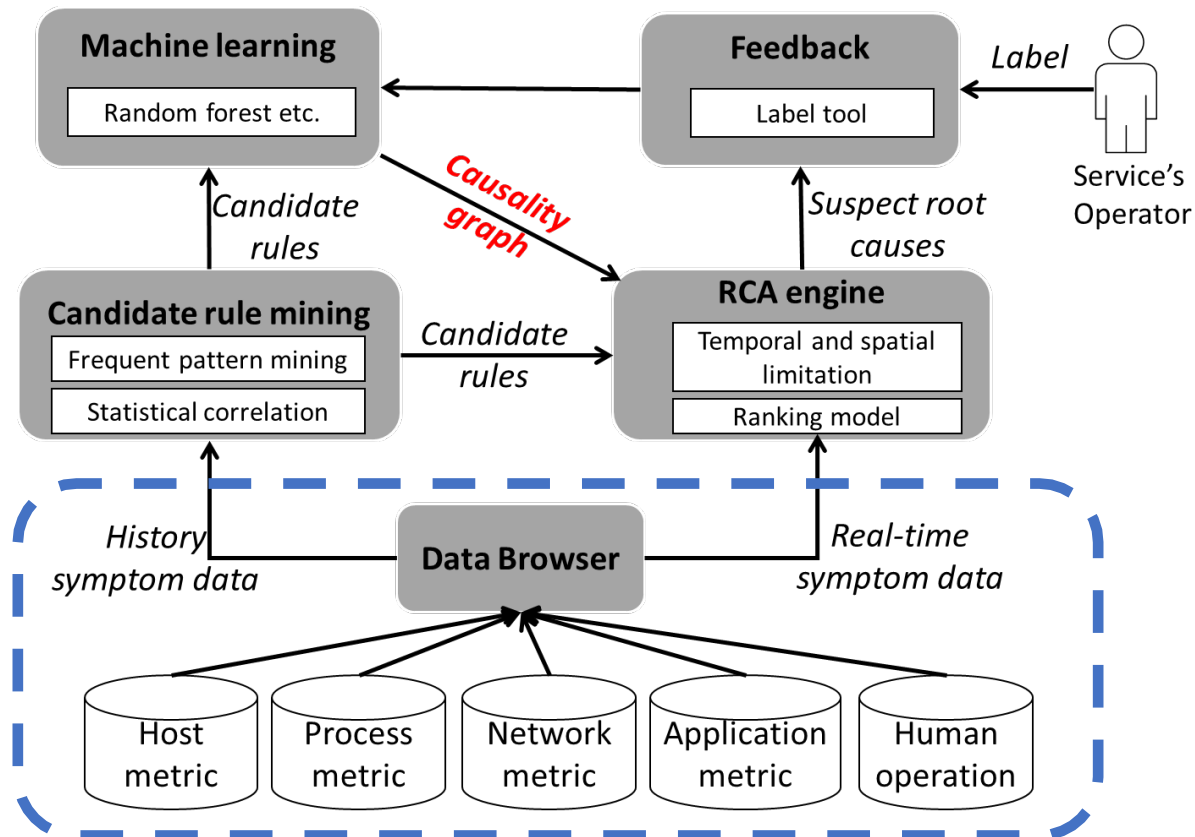 Machine learning
Random forest etc.
Feedback
Label tool
Label
Service's
Operator
Candidate
rules
Causality
graph
Suspect root
causes
Candidate rule mining
Frequent pattern mining
Statistical correlation
Candidate
rules
RCA engine
Temporal and spatial
limitation
Ranking model
History
symptom data
Data Browser
Real-time
symptom data
Host
metric
Process
metric
Network
metric
Application
metric
Human
operation